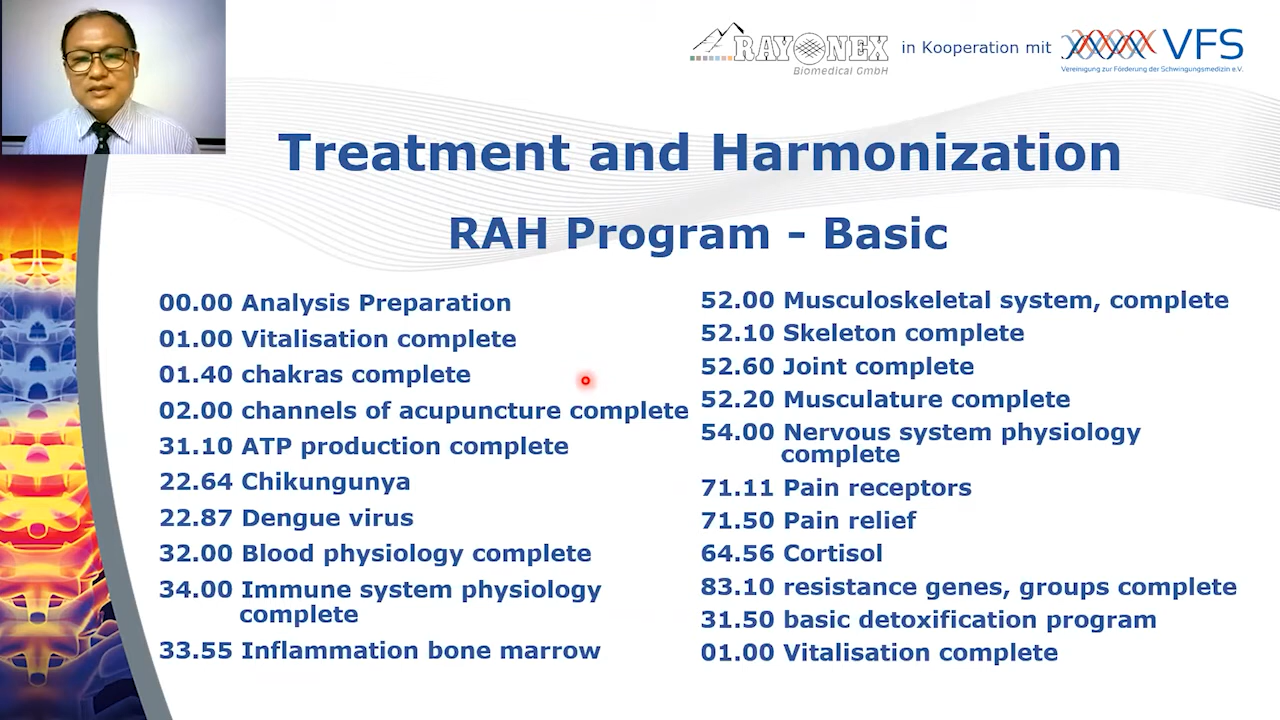 RAYONEX
Biomedical GmbH
in Kooperation mit
VFS
Vereinigung zur Förderung der Schwingungsmedizin e.V.
Treatment and Harmonization
RAH Program - Basic
00.00 Analysis Preparation
01.00 Vitalisation complete
01.40 chakras complete
02.00 channels of acupuncture complete
31.10 ATP production complete
22.64 Chikungunya
22.87 Dengue virus
32.00 Blood physiology complete
34.00 Immune system physiology
complete
33.55 Inflammation bone marrow
52.00 Musculoskeletal system, complete
52.10 Skeleton complete
52.60 Joint complete
52.20 Musculature complete
54.00 Nervous system physiology
complete
71.11 Pain receptors
71.50 Pain relief
64.56 Cortisol
83.10 resistance genes, groups complete
31.50 basic detoxification program
01.00 Vitalisation complete